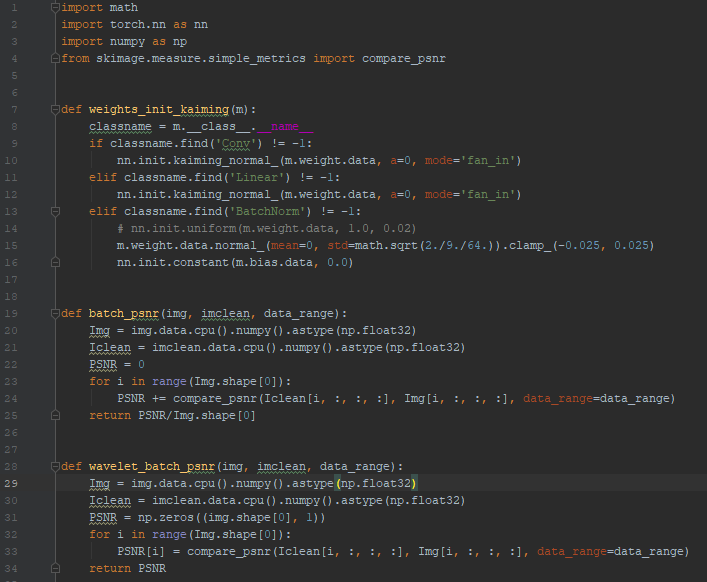 1 import math
2 import torch.nn as nn
3 import numpy as np
4 from skimage.measure.simple_metrics import compare_psnr
5
6
7 def weights_init_kaiming(m):
8     classname = m.__class__.__name__
9     if classname.find('Conv') != -1:
10         nn.init.kaiming_normal_(m.weight.data, a=0, mode='fan_in')
11     elif classname.find('Linear') != -1:
12         nn.init.kaiming_normal_(m.weight.data, a=0, mode='fan_in')
13     elif classname.find('BatchNorm') != -1:
14         # nn.init.uniform(m.weight.data, 1.0, 0.02)
15         m.weight.data.normal_(mean=0, std=math.sqrt(2./9./64.)).clamp_(-0.025, 0.025)
16         nn.init.constant(m.bias.data, 0.0)
17
18
19 def batch_psnr(img, imclean, data_range):
20     Img = img.data.cpu().numpy().astype(np.float32)
21     Iclean = imclean.data.cpu().numpy().astype(np.float32)
22     PSNR = 0
23     for i in range(Img.shape[0]):
24         PSNR += compare_psnr(Iclean[i, :, :, :], Img[i, :, :, :], data_range=data_range)
25     return PSNR/Img.shape[0]
26
27
28 def wavelet_batch_psnr(img, imclean, data_range):
29     Img = img.data.cpu().numpy().astype(np.float32)
30     Iclean = imclean.data.cpu().numpy().astype(np.float32)
31     PSNR = np.zeros((img.shape[0], 1))
32     for i in range(Img.shape[0]):
33         PSNR[i] = compare_psnr(Iclean[i, :, :, :], Img[i, :, :, :], data_range=data_range)
34     return PSNR